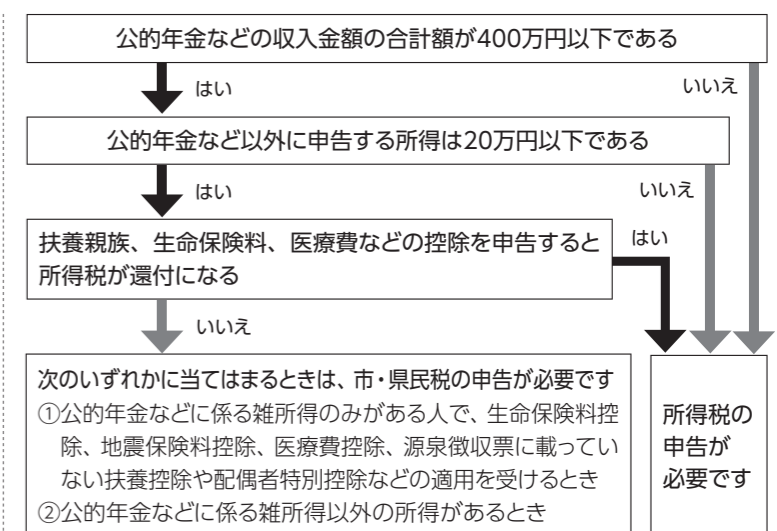 公的年金などの収入金額の合計額が400万円以下である
はい
いいえ
公的年金など以外に申告する所得は20万円以下である
はい
いいえ
扶養親族、生命保険料、医療費などの控除を申告すると
所得税が還付になる
はい
いいえ
次のいずれかに当てはまるときは、市・県民税の申告が必要です
①公的年金などに係る雑所得のみがある人で、生命保険料控
除、地震保険料控除、医療費控除、源泉徴収票に載ってい
ない扶養控除や配偶者特別控除などの適用を受けるとき
②公的年金などに係る雑所得以外の所得があるとき
所得税の
申告が
必要です